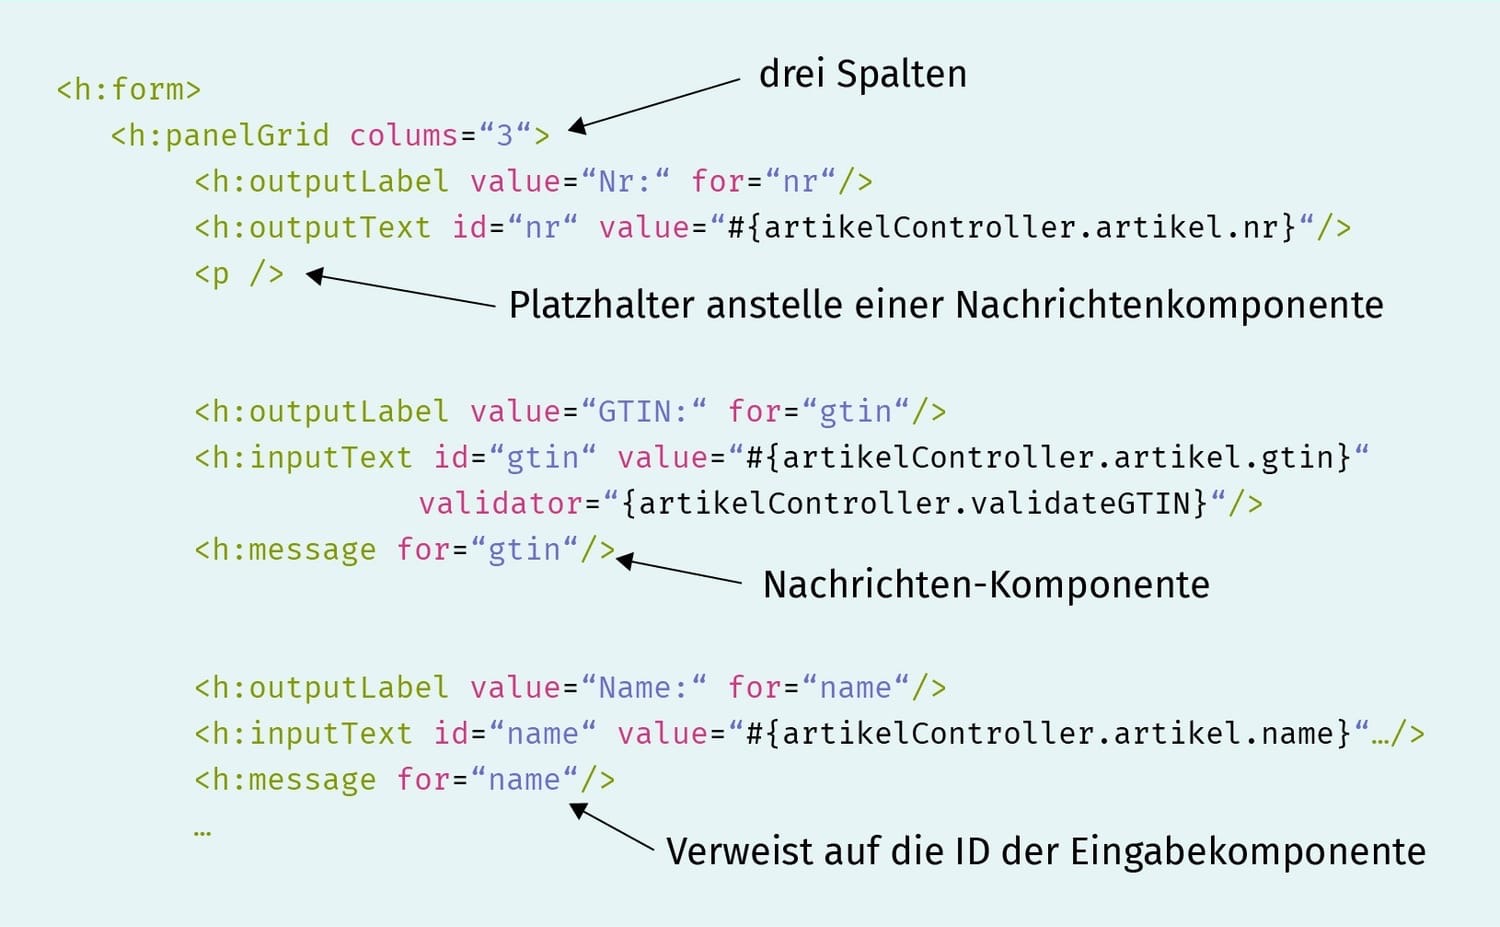 <h:form>
drei Spalten
<h:panelGrid colums=“3“>
<h:outputLabel value=“Nr:“ for=“nr“/>
<h:outputText id=“nr“ value=“#{artikelController.artikel.nr}“/>
<p />
Platzhalter anstelle einer Nachrichtenkomponente
<h:outputLabel value=“GTIN:“ for=“gtin“/>
<h:inputText id=“gtin“ value=“#{artikelController.artikel.gtin}“
validator=“{artikelController.validateGTIN}“/>
<h:message for=“gtin“/>
Nachrichten-Komponente
<h:outputLabel value=“Name:“ for=“name“/>
<h:inputText id=“name“ value=“#{artikelController.artikel.name}“…/>
<h:message for=“name“/>
…
Verweist auf die ID der Eingabekomponente